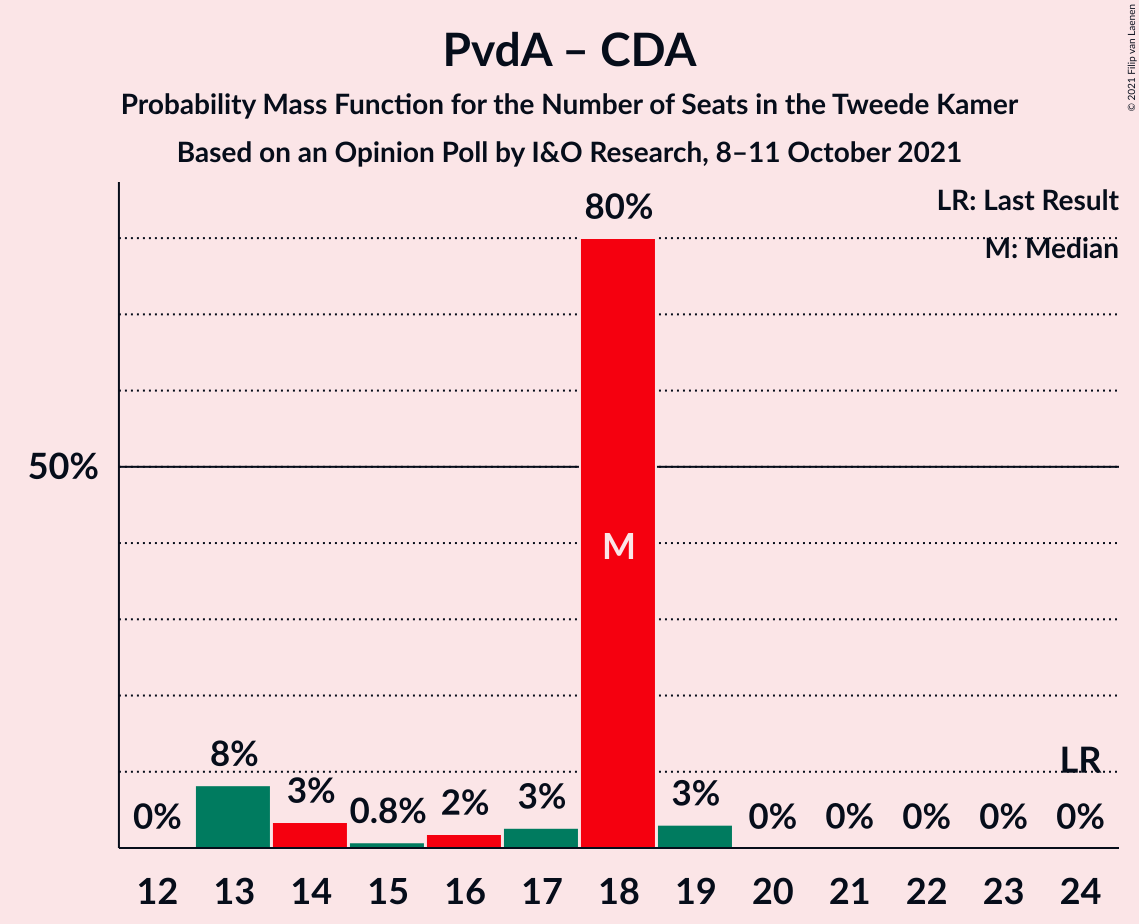 PvdA – CDA
Probability Mass Function for the Number of Seats in the Tweede Kamer
Based on an Opinion Poll by I&O Research, 8–11 October 2021
© 2021 Filip van Laenen
LR: Last Result
M: Median
80%
50%
M
8%
3%
0.8%
2%
3%
3%
LR
0% 0% 0% 0% 0% 0%
12 13 14 15 16 17 18 19 20 21 22 23 24